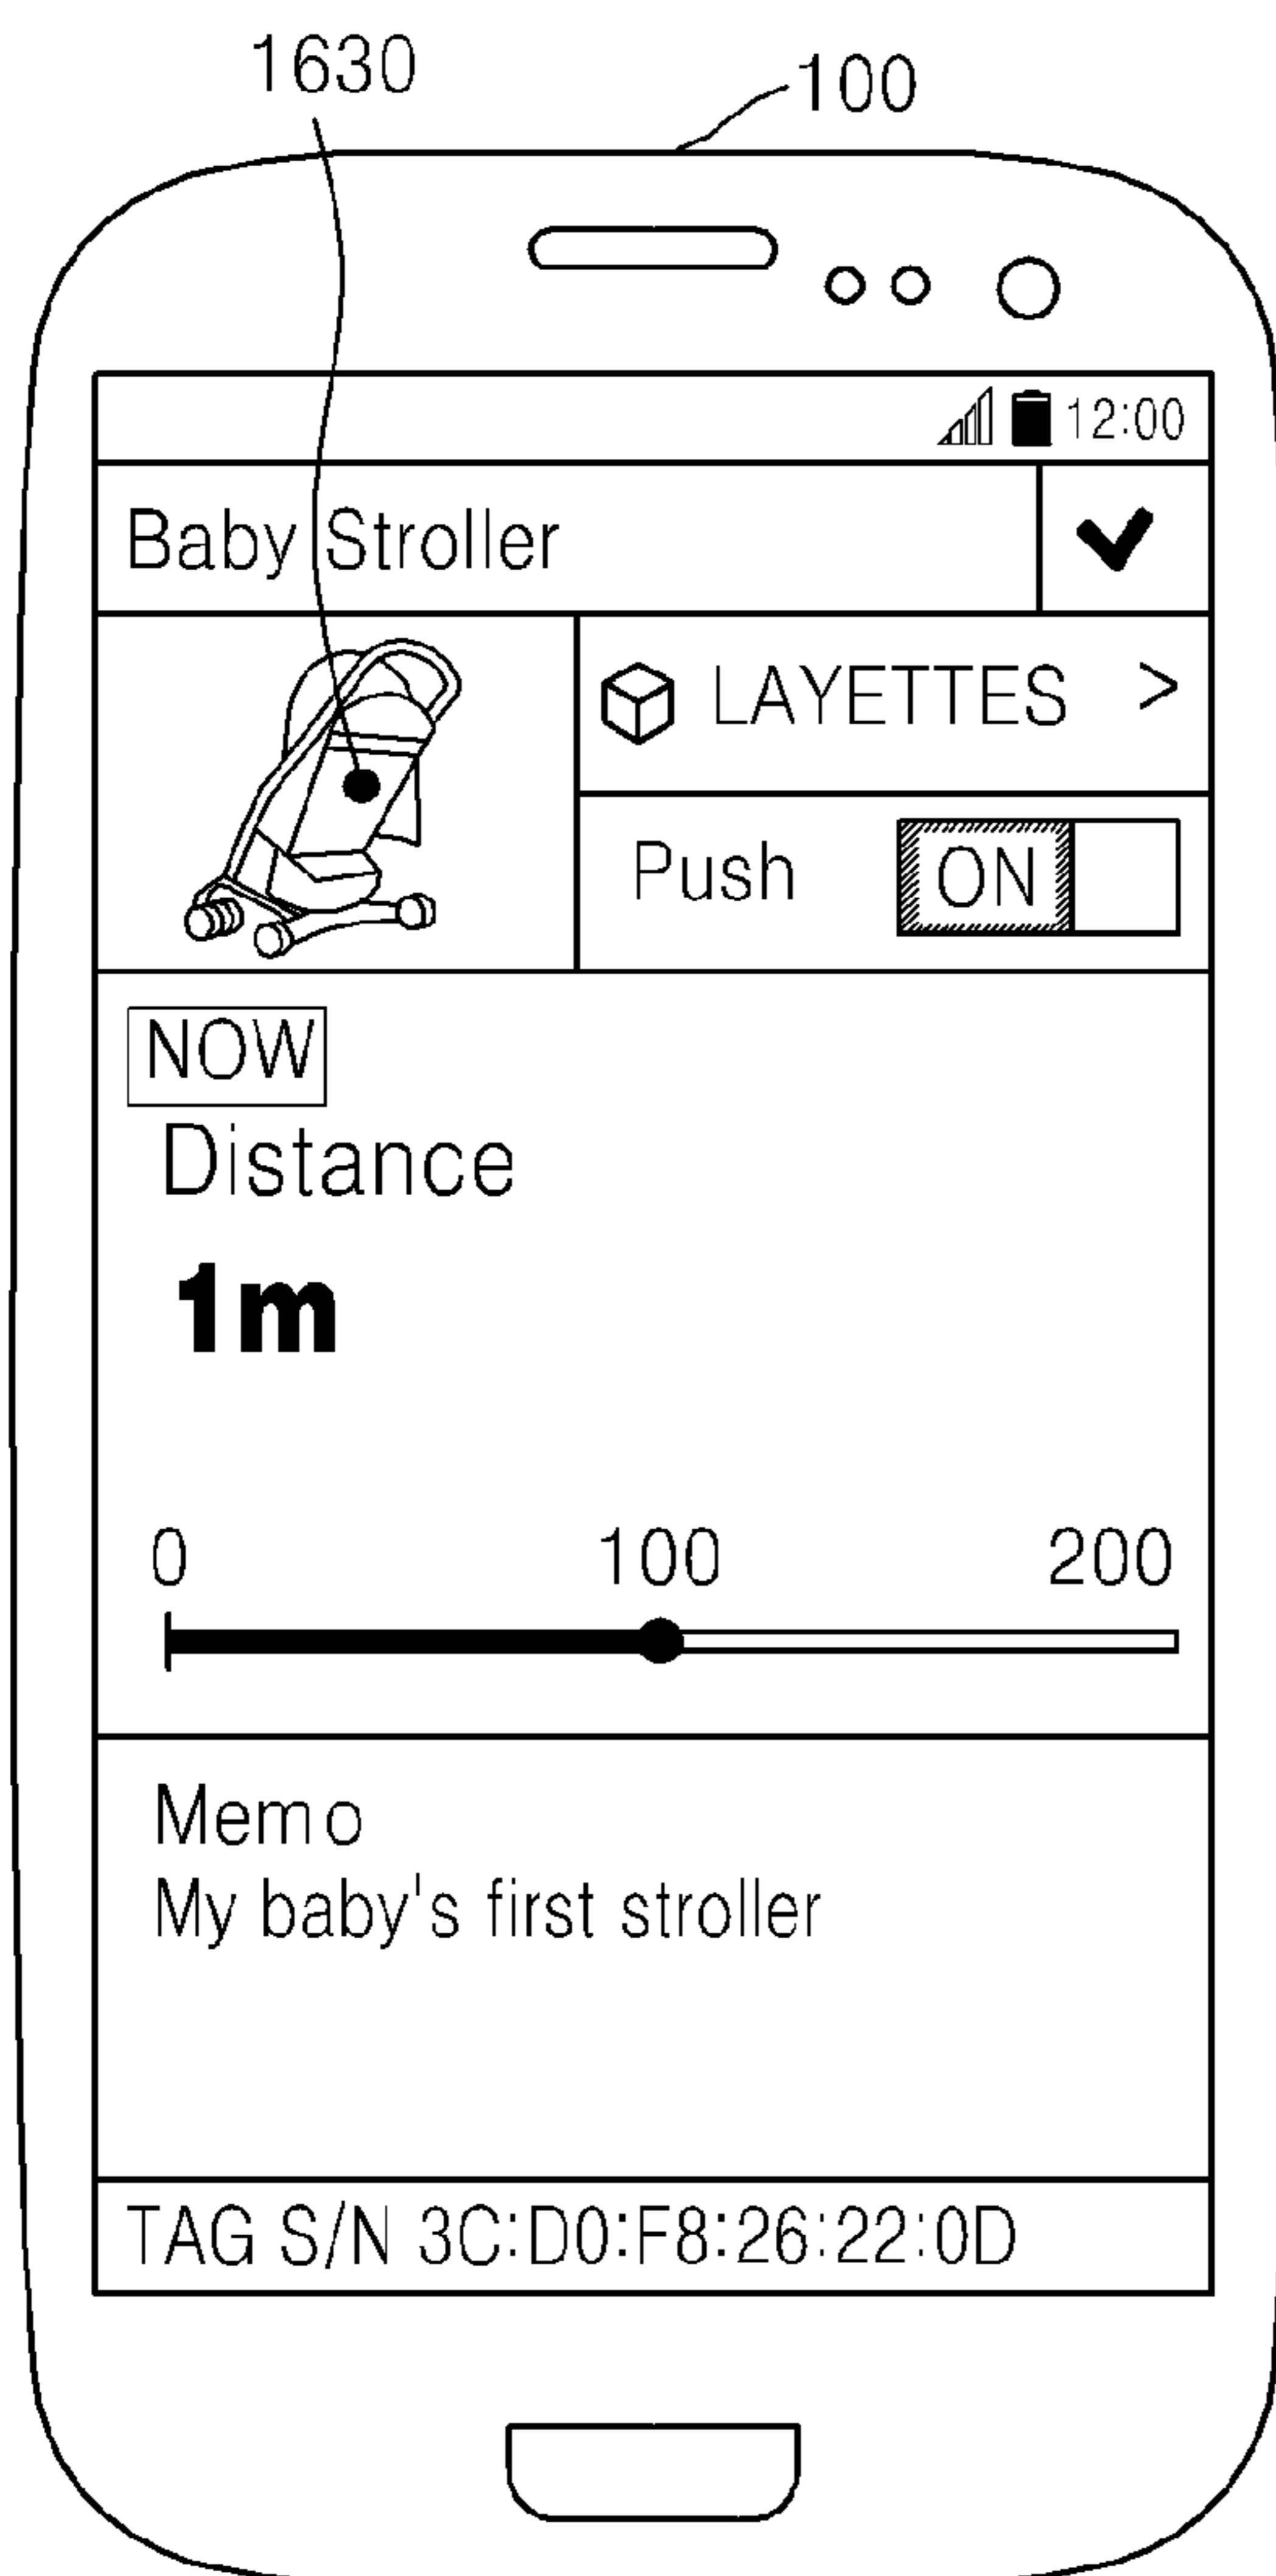 1630
100
12:00
Baby Stroller
LAYETTES >
Push ON
NOW
Distance
1m
0 100 200
Memo
My baby's first stroller
TAG S/N 3C:D0:F8:26:22:0D